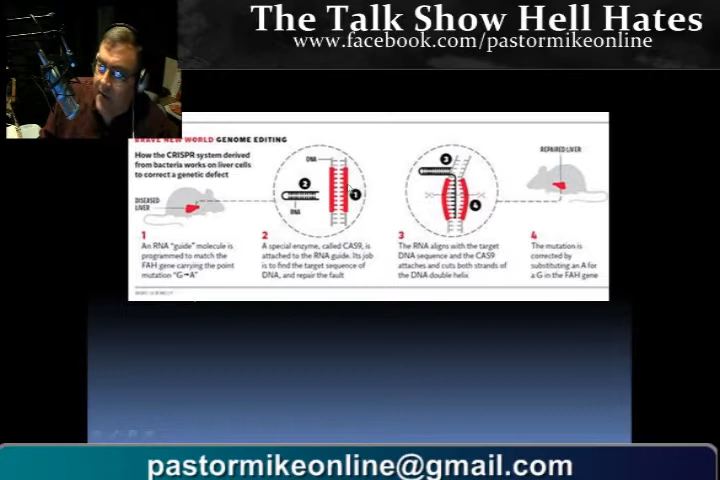 The Talk Show Hell Hates
www.facebook.com/pastormikeonline
BRAVE NEW WORLD GENOME EDITING
How the CRISPR system derived
from bacteria works on liver cells
to correct a genetic defect
DISEASED
LIVER
DNA
2
1
RNA
3
4
REPAIRED LIVER
1
An RNA "guide" molecule is
programmed to match the
FAH gene carrying the point
mutation "G→A"
2
A special enzyme, called CAS9, is
attached to the RNA guide. Its job
is to find the target sequence of
DNA, and repair the fault
3
The RNA aligns with the target
DNA sequence and the CAS9
attaches and cuts both strands of
the DNA double helix
4
The mutation is
corrected by
substituting an A for
a G in the FAH gene
pastormikeonline@gmail.com